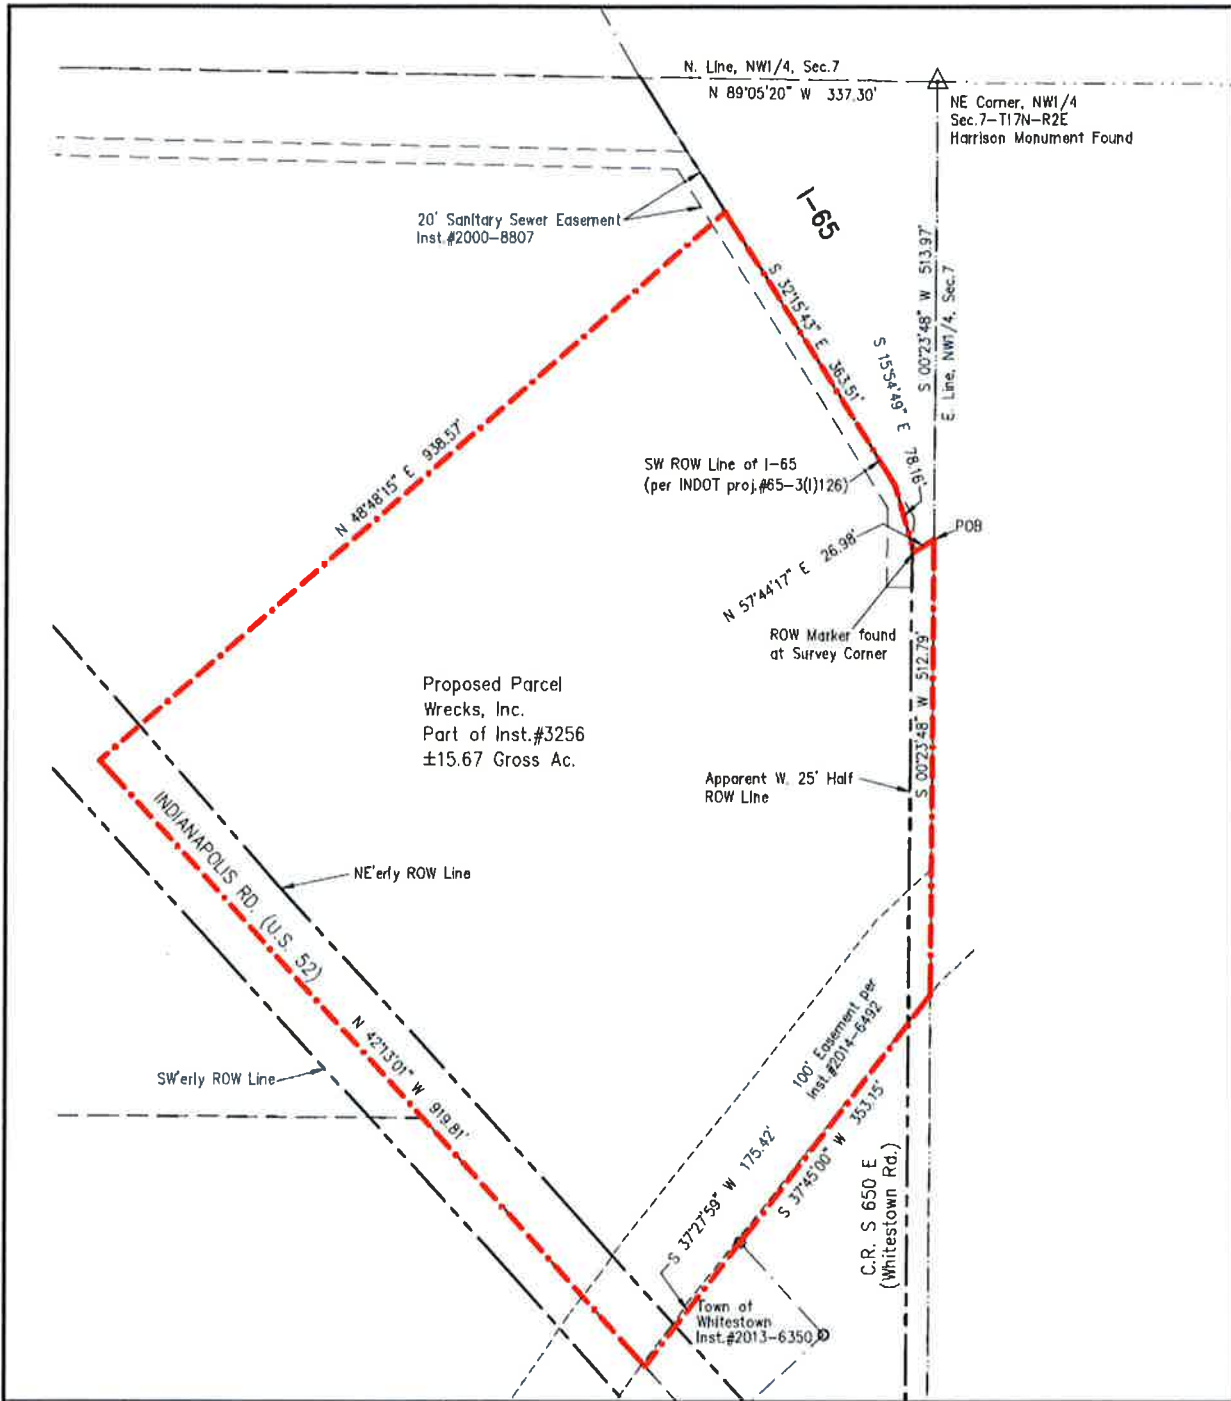 N. Line, NW1/4, Sec.7
N 89°05'20" W 337.30'
NE Corner, NW1/4
Sec.7-T17N-R2E
Harrison Monument Found
I-65
20' Sanitary Sewer Easement
Inst.#2000-8807
S 32°15'43" E 363.51'
S 15°54'49" E 78.16'
S 00°23'48" W 513.97'
E. Line, NW1/4, Sec.7
N 48°48'15" E 938.57'
SW ROW Line of I-65
(per INDOT proj.#65-3(1)126)
POB
N 57°44'17" E 26.98'
ROW Marker found
at Survey Corner
S 00°23'48" W 512.79'
Proposed Parcel
Wrecks, Inc.
Part of Inst.#3256
±15.67 Gross Ac.
Apparent W. 25' Half
ROW Line
INDIANAPOLIS RD. (U.S. 52)
NE'erly ROW Line
N 42°13'01" W 919.81'
SW'erly ROW Line
100' Easement per
Inst.#2014-6492
S 37°27'59" W 175.42'
S 37°45'00" W 353.15'
C.R. S 650 E
(Whitestown Rd.)
Town of
Whitestown
Inst.#2013-6350